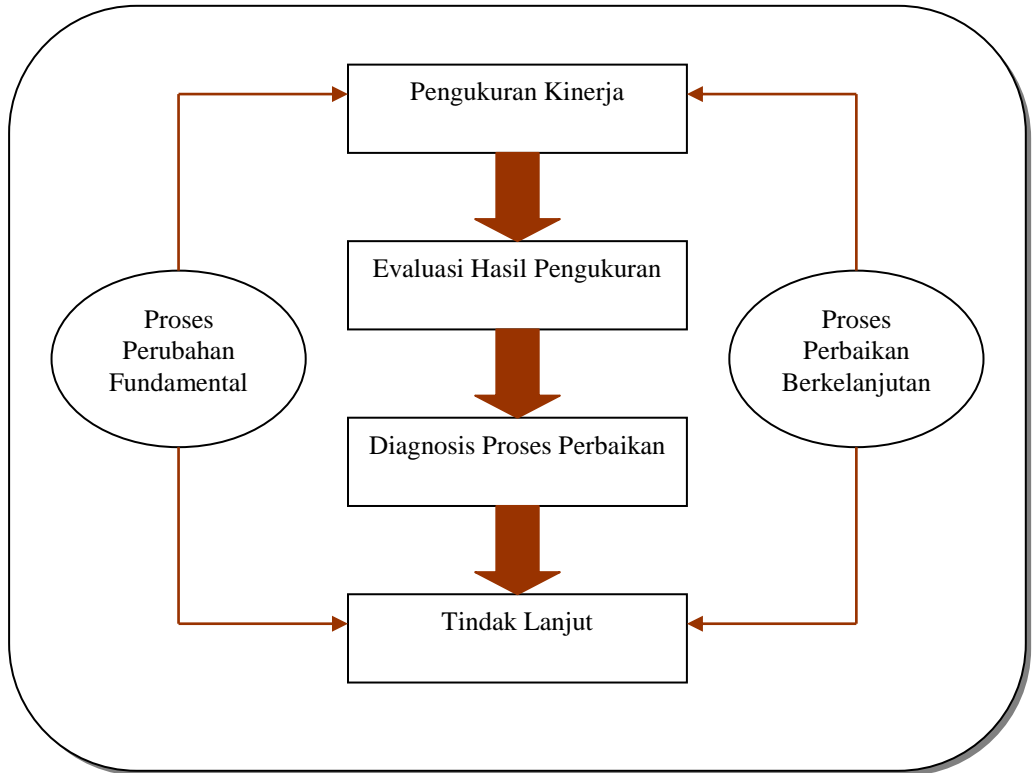 Pengukuran Kinerja
Evaluasi Hasil Pengukuran
Proses
Perubahan
Fundamental
Proses
Perbaikan
Berkelanjutan
Diagnosis Proses Perbaikan
Tindak Lanjut